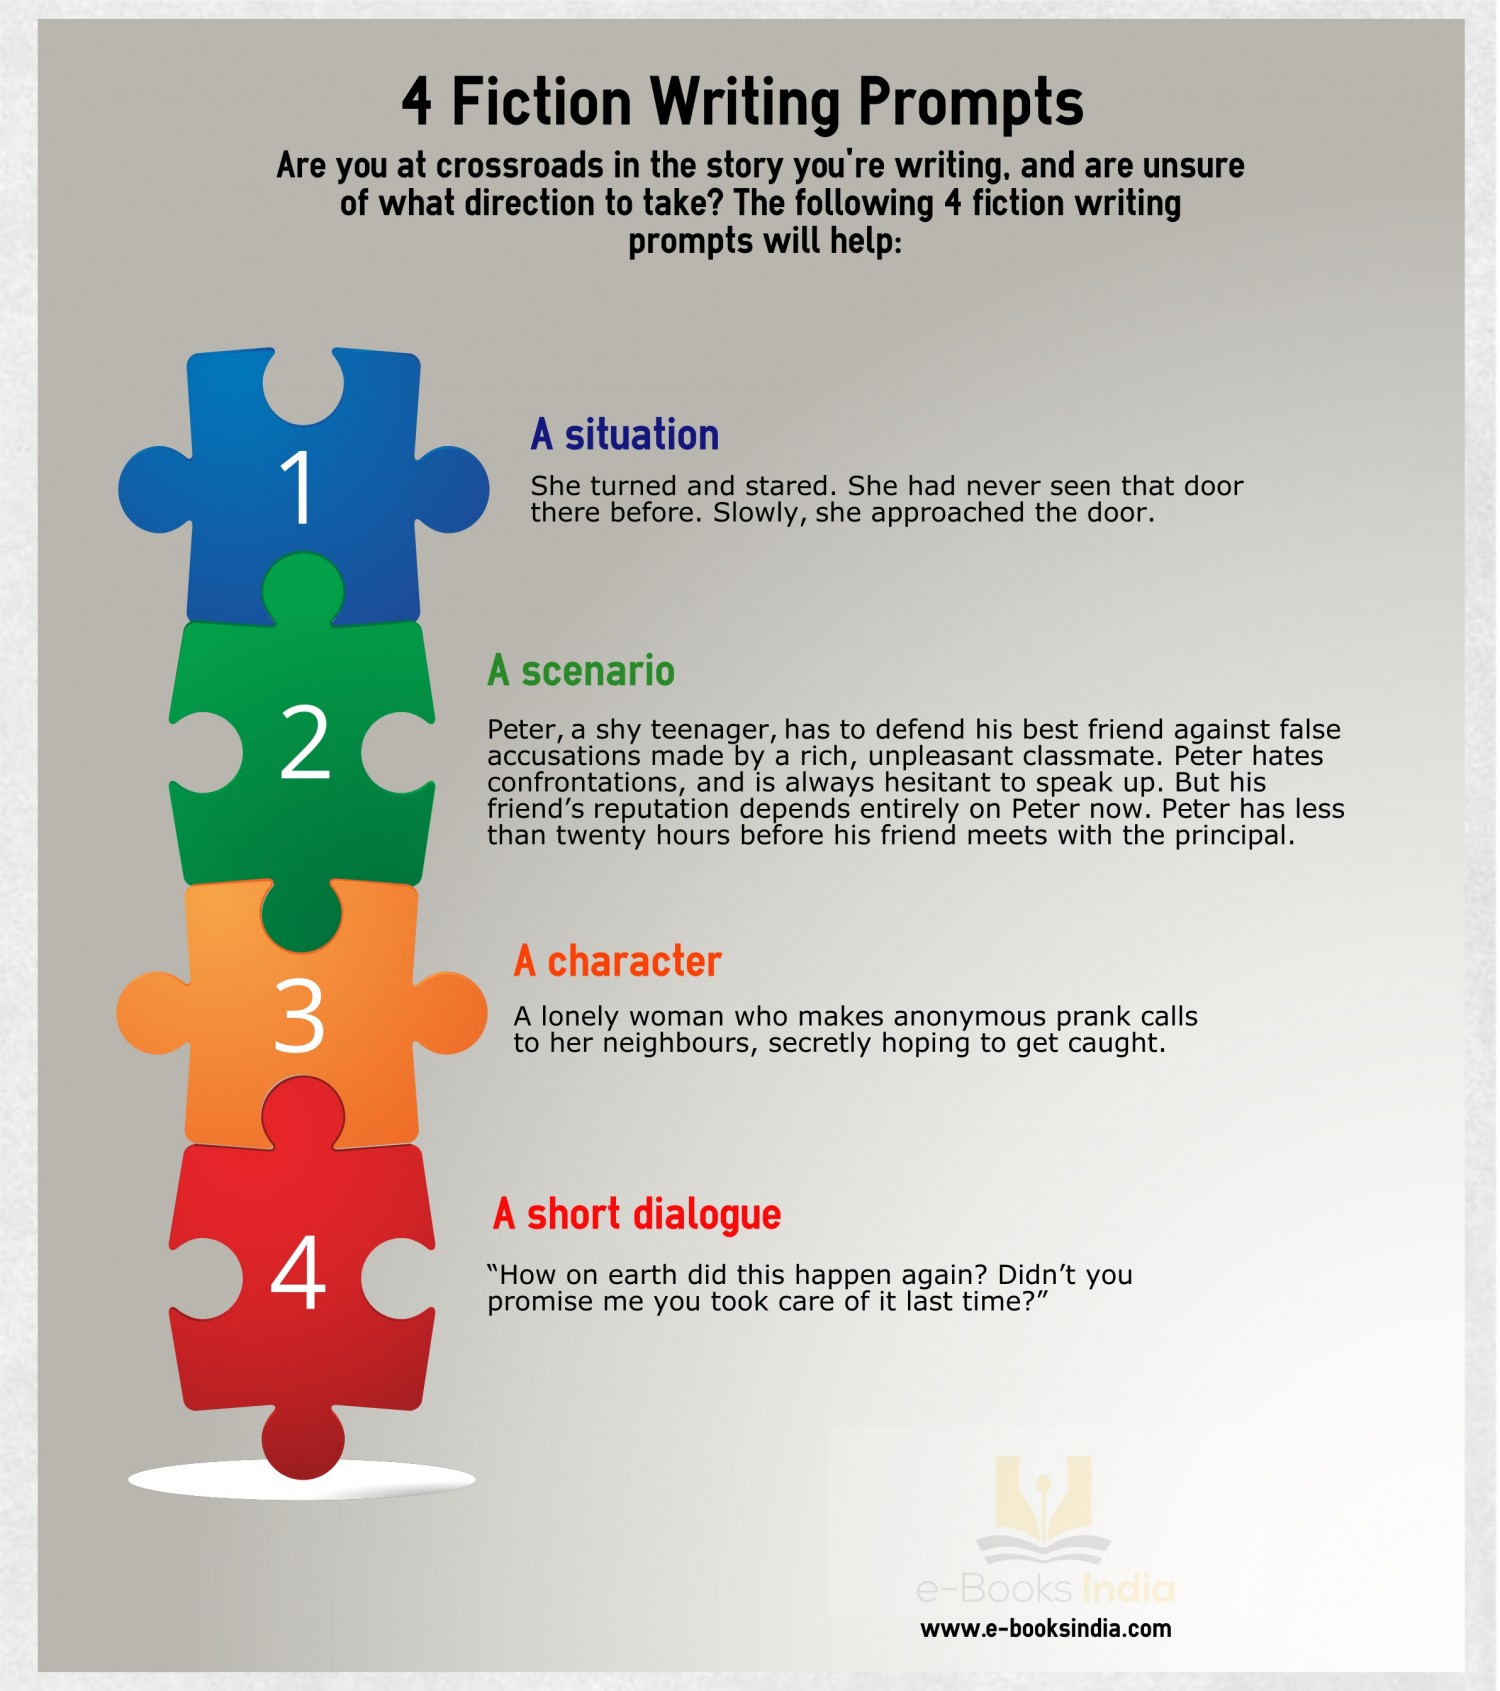 4 Fiction Writing Prompts
Are you at crossroads in the story you're writing, and are unsure
of what direction to take? The following 4 fiction writing
prompts will help:
1
A situation
She turned and stared. She had never seen that door
there before. Slowly, she approached the door.
2
A scenario
Peter, a shy teenager, has to defend his best friend against false
accusations made by a rich, unpleasant classmate. Peter hates
confrontations, and is always hesitant to speak up. But his
friend’s reputation depends entirely on Peter now. Peter has less
than twenty hours before his friend meets with the principal.
3
A character
A lonely woman who makes anonymous prank calls
to her neighbours, secretly hoping to get caught.
4
A short dialogue
“How on earth did this happen again? Didn’t you
promise me you took care of it last time?”
e-Books India
www.e-booksindia.com